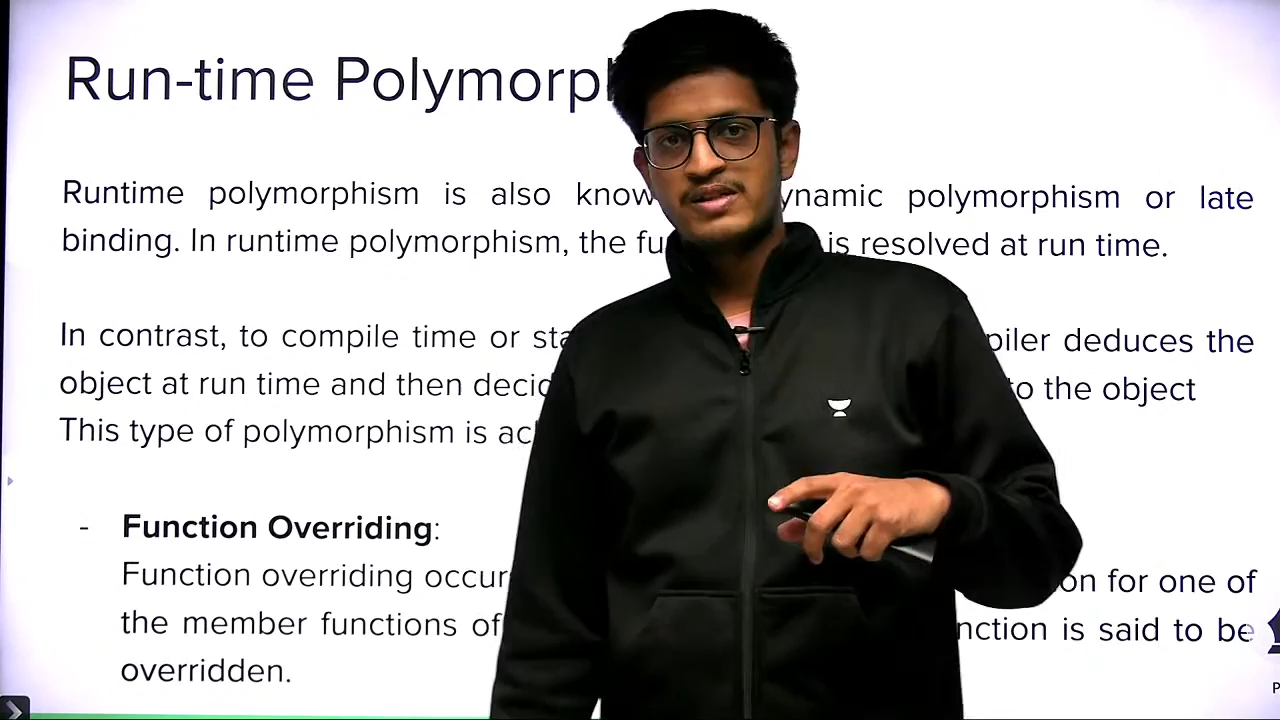 Run-time Polymorph
Runtime polymorphism is also know ynamic polymorphism or late
binding. In runtime polymorphism, the fu is resolved at run time.
In contrast, to compile time or sta piler deduces the
object at run time and then decid to the object
This type of polymorphism is ac
- Function Overriding:
Function overriding occur on for one of
the member functions of nction is said to be
overridden.
P